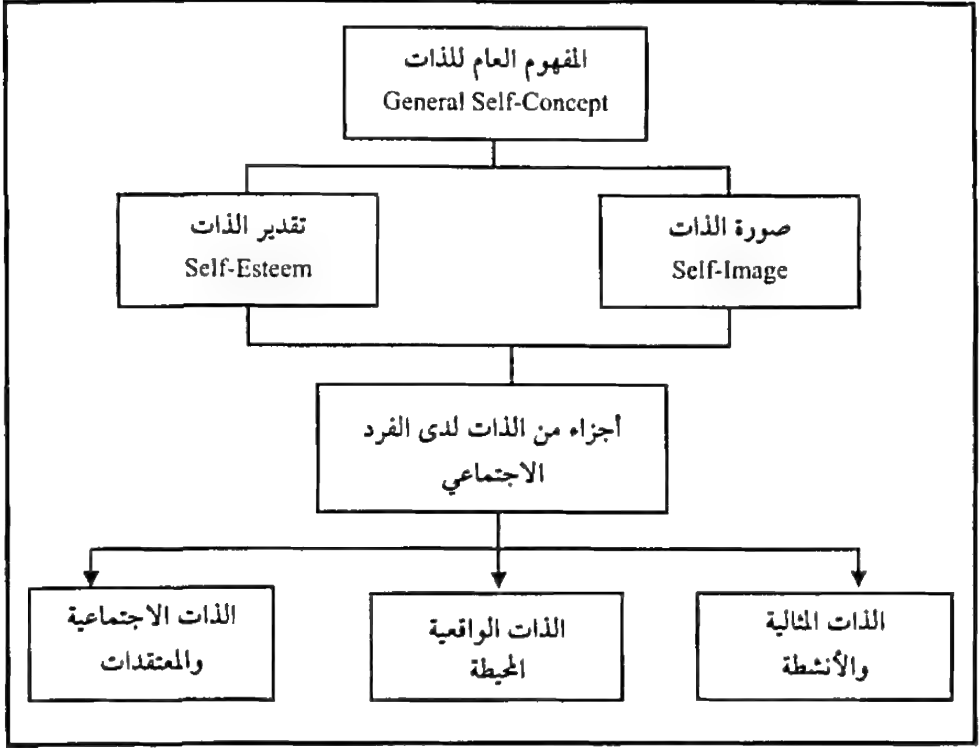 المفهوم العام للذات
General Self-Concept
صورة الذات
Self-Image
تقدير الذات
Self-Esteem
أجزاء من الذات لدى الفرد
الاجتماعي
الذات المثالية
والأنشطة
الذات الواقعية
المحيطة
الذات الاجتماعية
والمعتقدات